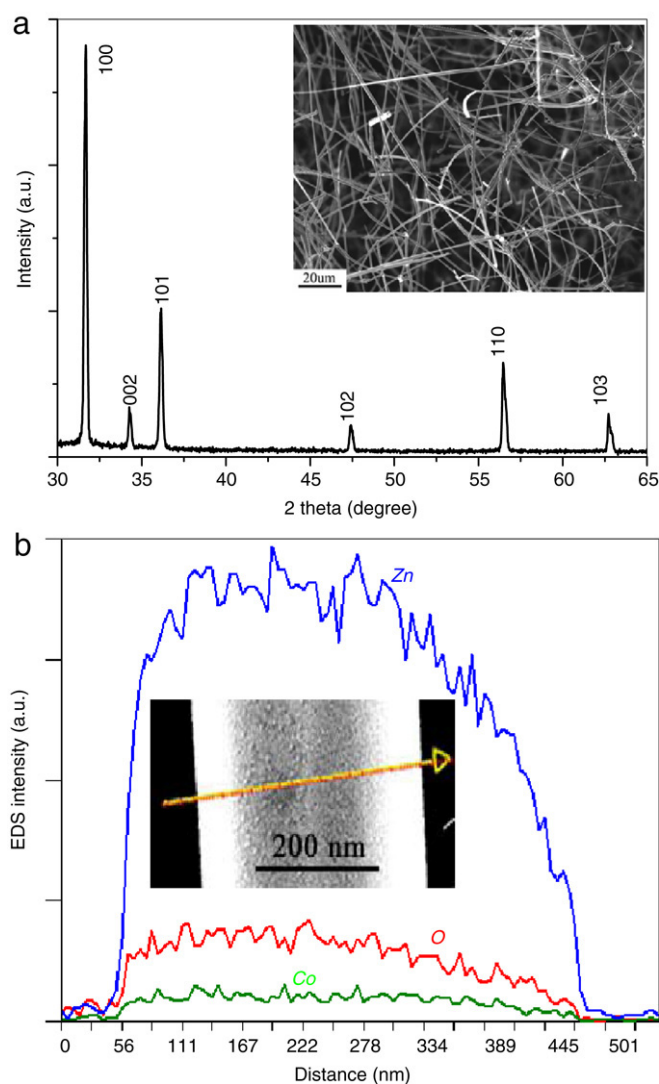 a
100
002
101
102
110
103
20um
Intensity (a.u.)
30 35 40 45 50 55 60 65
2 theta (degree)
b
Zn
200 nm
O
Co
EDS intensity (a.u.)
0 56 111 167 222 278 334 389 445 501
Distance (nm)